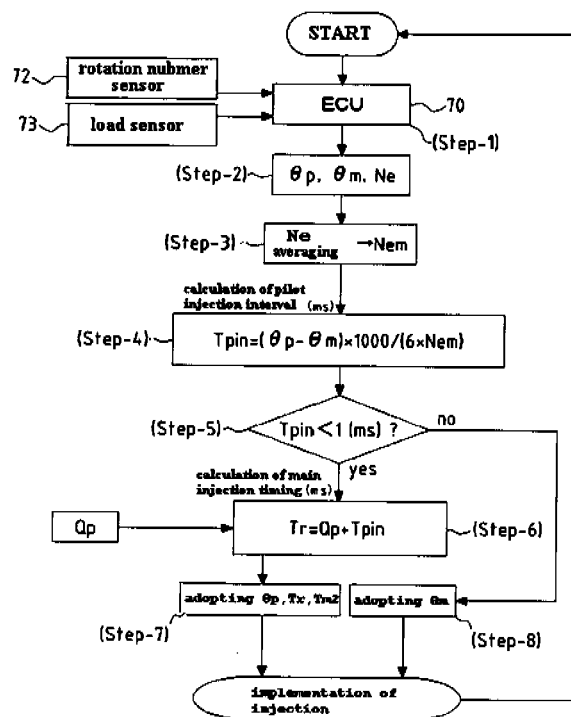 START
72
rotation nubmer
sensor
ECU
70
73
load sensor
(Step-1)
(Step-2)
θp, θm, Ne
(Step-3)
Ne
averaging →Nem
calculation of pilot
injection interval (ms)
(Step-4)
Tpin=(θp-θm)×1000/(6×Nem)
(Step-5)
Tpin<1(ms) ?
no
yes
calculation of main
injection timing (ms)
Qp
Tr=Qp+Tpin
(Step-6)
adopting θp,Tx,Tm2
adopting θm
(Step-7)
(Step-8)
implementation of
injection